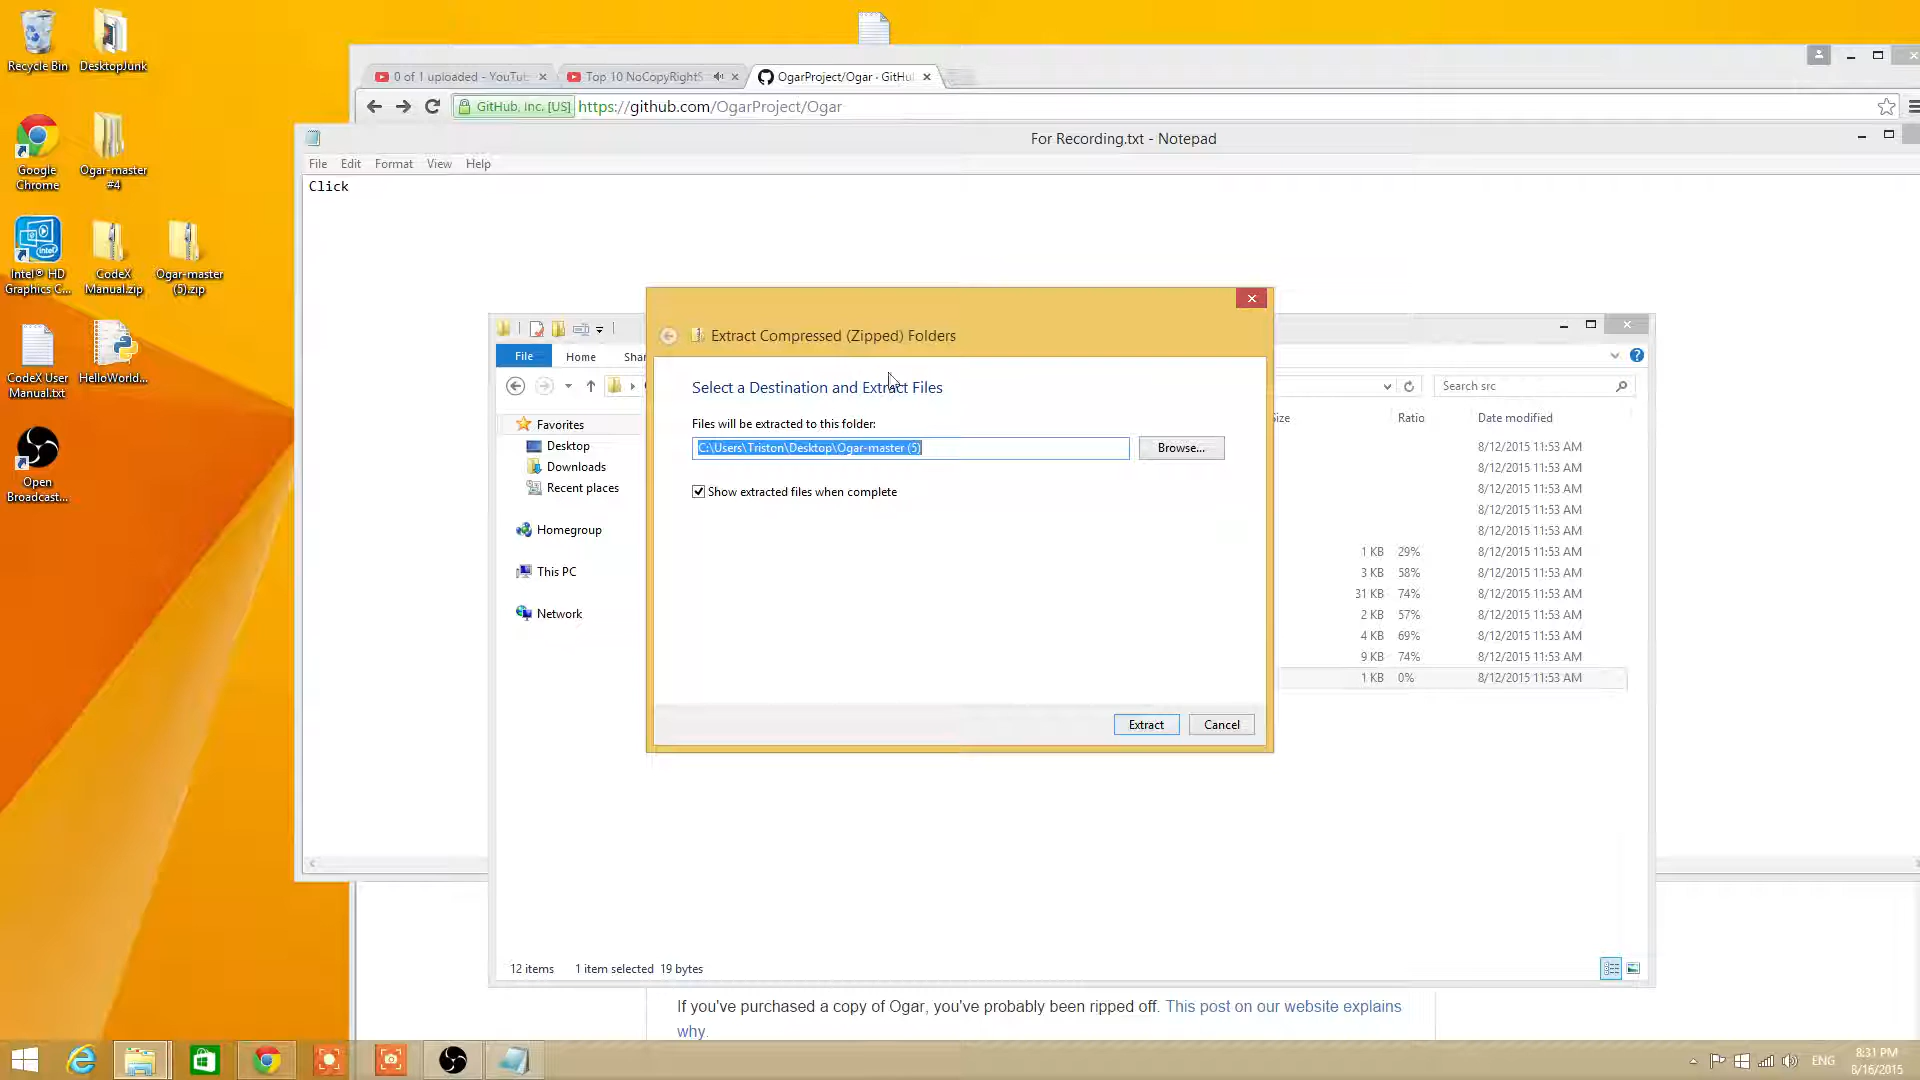 Recycle Bin
DesktopJunk
Google
Chrome
Ogar-master
#4
Intel® HD
Graphics C...
CodeX
Manual.zip
Ogar-master
(5).zip
CodeX User
Manual.txt
HelloWorld...
Open
Broadcast...
0 of 1 uploaded - YouTu
Top 10 NoCopyRightS
OgarProject/Ogar · GitHu
GitHub, Inc. [US]
https://github.com/OgarProject/Ogar
For Recording.txt - Notepad
File Edit Format View Help
Click
File Home Shar
Search src
Favorites
Desktop
Downloads
Recent places
Homegroup
This PC
Network
Extract Compressed (Zipped) Folders
Select a Destination and Extract Files
Files will be extracted to this folder:
C:\Users\Triston\Desktop\Ogar-master (5)
Browse...
Show extracted files when complete
Extract Cancel
Ratio Date modified
8/12/2015 11:53 AM
8/12/2015 11:53 AM
8/12/2015 11:53 AM
8/12/2015 11:53 AM
8/12/2015 11:53 AM
1 KB 29% 8/12/2015 11:53 AM
3 KB 58% 8/12/2015 11:53 AM
31 KB 74% 8/12/2015 11:53 AM
2 KB 57% 8/12/2015 11:53 AM
4 KB 69% 8/12/2015 11:53 AM
9 KB 74% 8/12/2015 11:53 AM
1 KB 0% 8/12/2015 11:53 AM
12 items 1 item selected 19 bytes
If you've purchased a copy of Ogar, you've probably been ripped off. This post on our website explains
why.
ENG
8:31 PM
8/16/2015